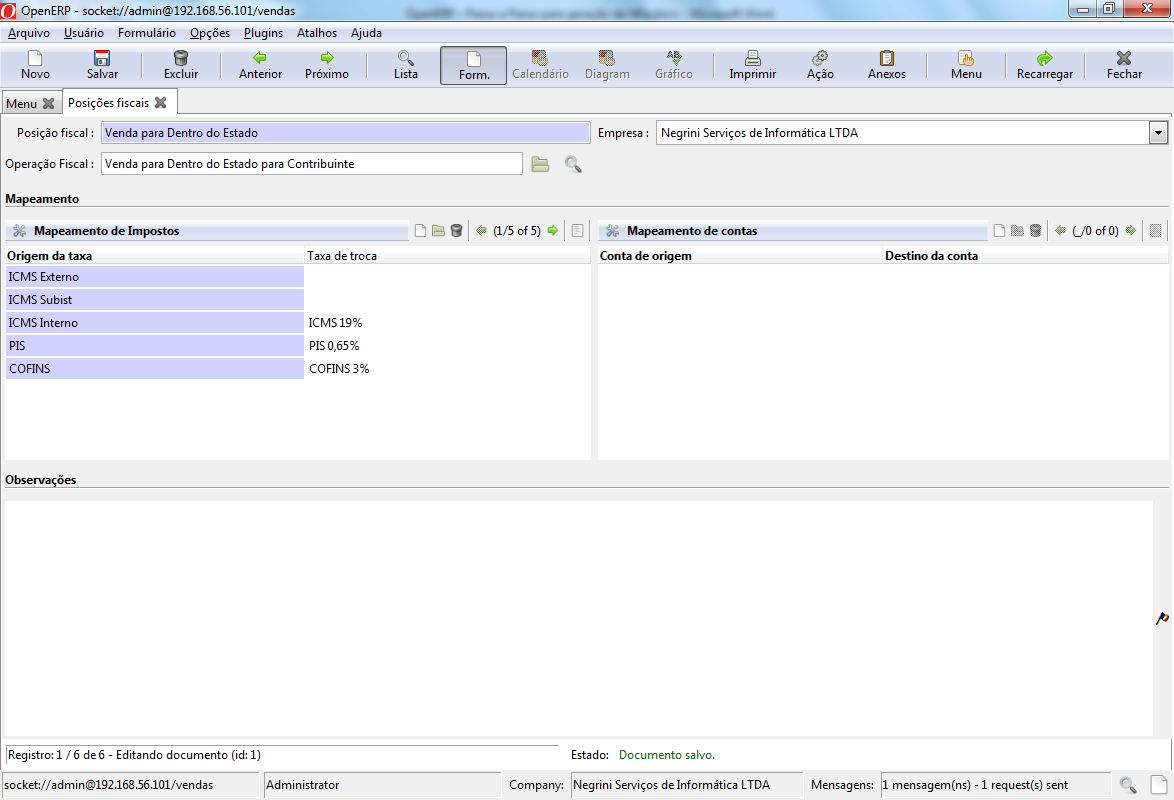 OpenERP - socket://admin@192.168.56.101/vendas
Arquivo Usuário Formulário Opções Plugins Atalhos Ajuda
Novo Salvar Excluir Anterior Próximo Lista Form. Calendário Diagram Gráfico Imprimir Ação Anexos Menu Recarregar Fechar
Menu Posições fiscais
Posição fiscal : Venda para Dentro do Estado Empresa : Negrini Serviços de Informática LTDA
Operação Fiscal : Venda para Dentro do Estado para Contribuinte
Mapeamento
Mapeamento de Impostos (1/5 of 5) Mapeamento de contas (_/0 of 0)
Origem da taxa Taxa de troca Conta de origem Destino da conta
ICMS Externo
ICMS Subist
ICMS Interno ICMS 19%
PIS PIS 0,65%
COFINS COFINS 3%
Observações
Registro: 1 / 6 de 6 - Editando documento (id: 1) Estado: Documento salvo.
socket://admin@192.168.56.101/vendas Administrator Company: Negrini Serviços de Informática LTDA Mensagens: 1 mensagem(ns) - 1 request(s) sent